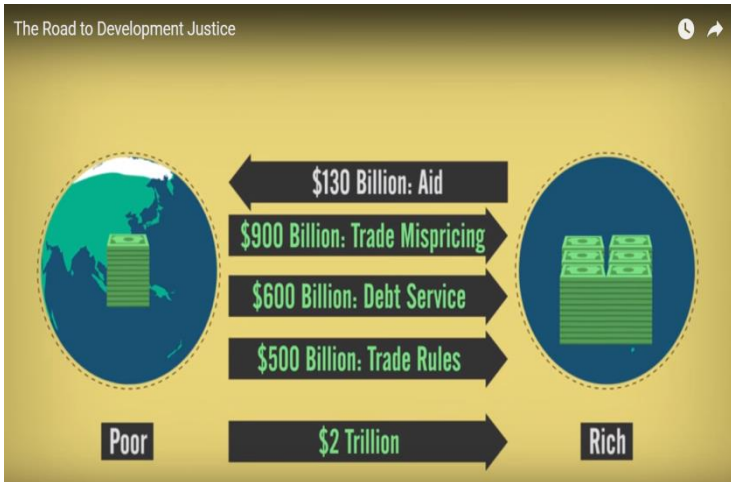 The Road to Development Justice
$130 Billion: Aid
$900 Billion: Trade Mispricing
$600 Billion: Debt Service
$500 Billion: Trade Rules
Poor
$2 Trillion
Rich